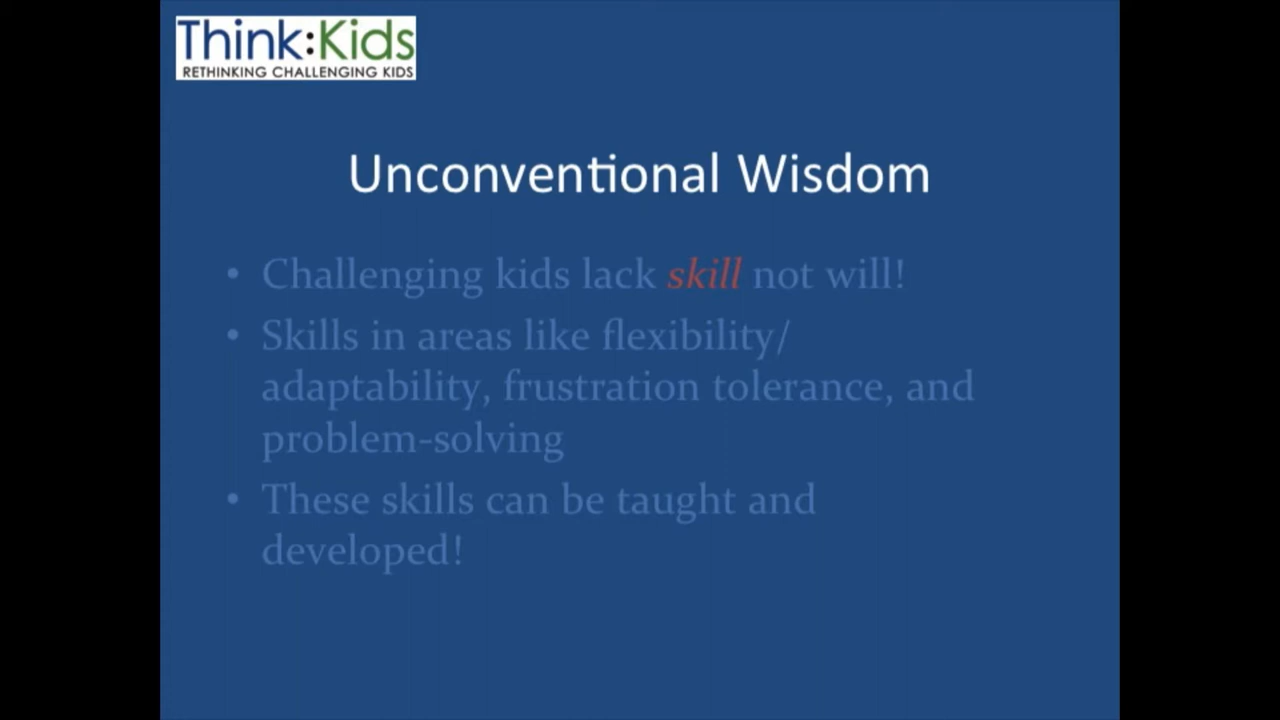 Think:Kids
RETHINKING CHALLENGING KIDS
Unconventional Wisdom
• Challenging kids lack skill not will!
• Skills in areas like flexibility/
adaptability, frustration tolerance, and
problem-solving
• These skills can be taught and
developed!